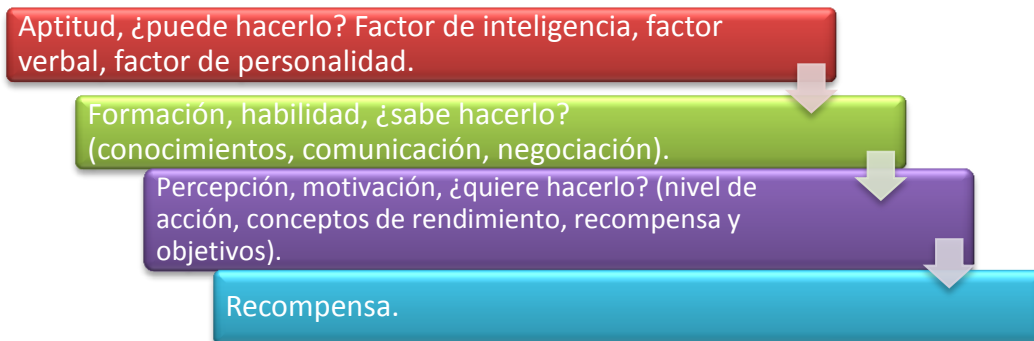 Aptitud, ¿puede hacerlo? Factor de inteligencia, factor
verbal, factor de personalidad.
Formación, habilidad, ¿sabe hacerlo?
(conocimientos, comunicación, negociación).
Percepción, motivación, ¿quiere hacerlo? (nivel de
acción, conceptos de rendimiento, recompensa y
objetivos).
Recompensa.